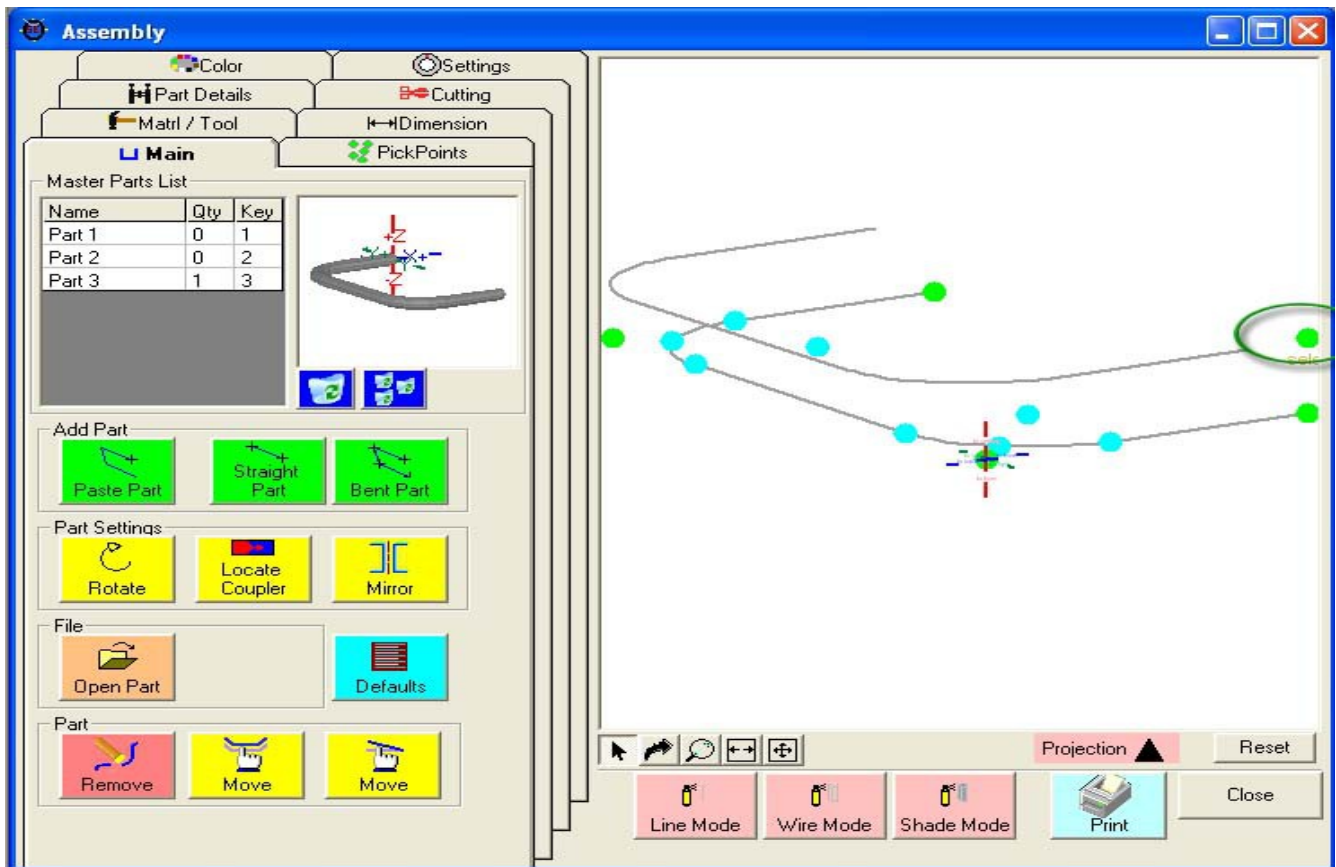 Assembly
Color
Settings
Part Details
Cutting
Matrl / Tool
Dimension
Main
PickPoints
Master Parts List
Name Qty Key
Part 1 0 1
Part 2 0 2
Part 3 1 3
+Z
X+
-Z
Add Part
Paste Part
Straight
Part
Bent Part
Part Settings
Rotate
Locate
Coupler
Mirror
File
Open Part
Defaults
Part
Remove
Move
Move
Projection
Reset
Line Mode
Wire Mode
Shade Mode
Print
Close